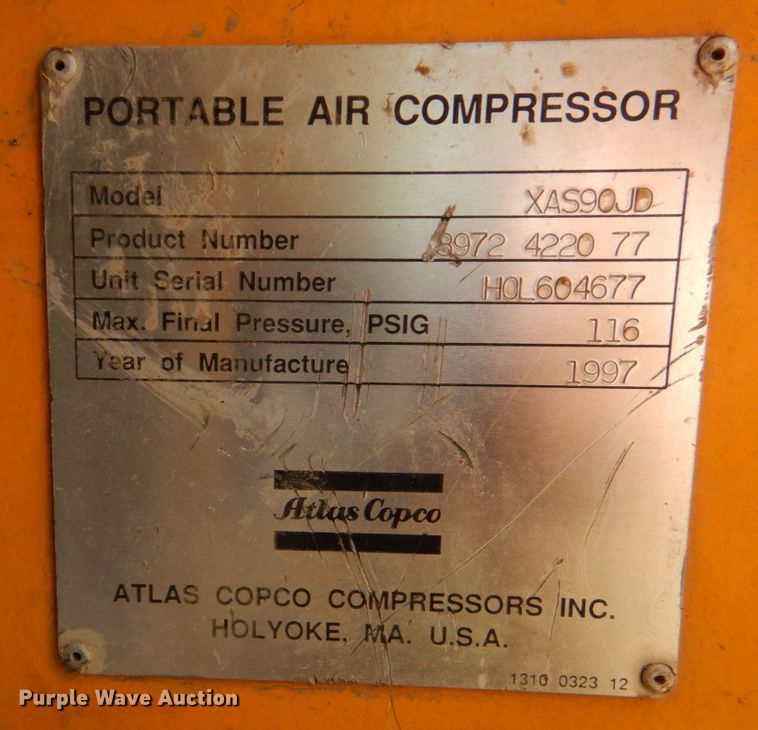 PORTABLE AIR COMPRESSOR
Model XAS90JD
Product Number 8972 4220 77
Unit Serial Number HOL604677
Max. Final Pressure, PSIG 116
Year of Manufacture 1997
Atlas Copco
ATLAS COPCO COMPRESSORS INC.
HOLYOKE, MA. U.S.A.
1310 0323 12
Purple Wave Auction